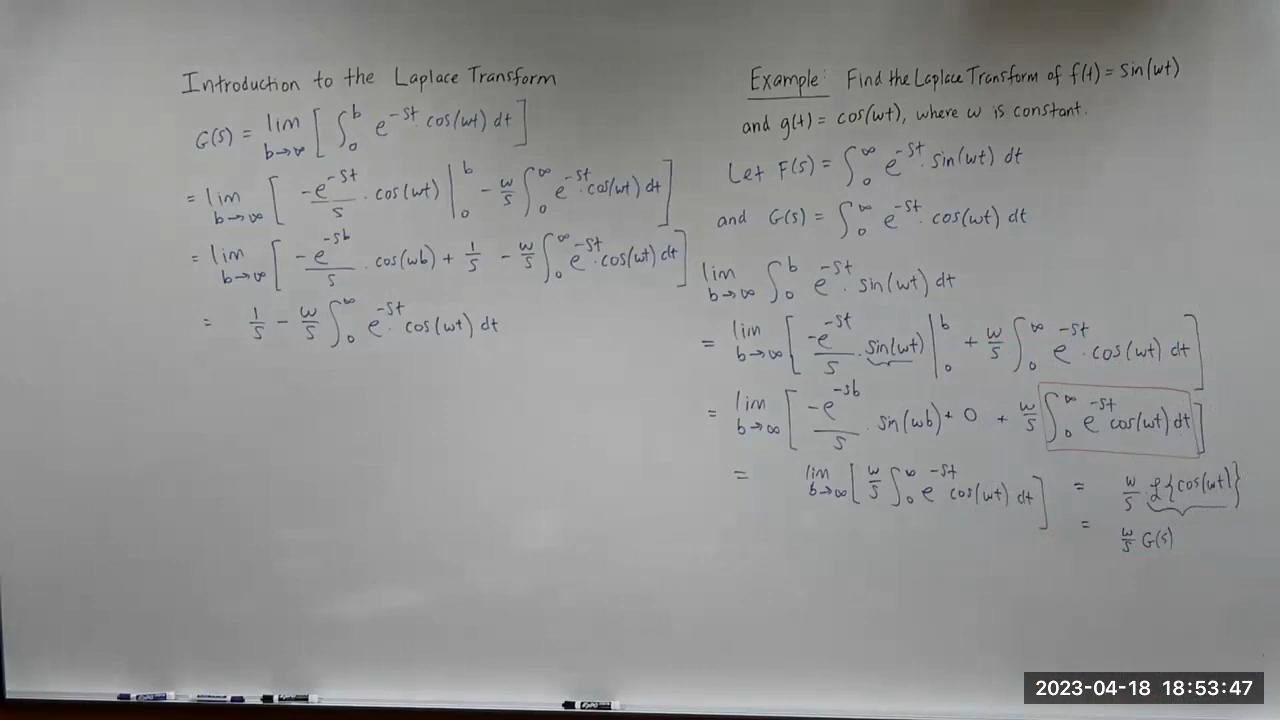 Introduction to the Laplace Transform
G(s) = lim b→∞ [ ∫₀ᵇ e^{-st} cos(wt) dt ]
= lim b→∞ [ -e^{-st}/s · cos(wt) |₀ᵇ - w/s ∫₀^∞ e^{-st} · cos(wt) dt ]
= lim b→∞ [ -e^{-sb}/s · cos(wb) + 1/s - w/s ∫₀^∞ e^{-st} · cos(wt) dt ]
= 1/s - w/s ∫₀^∞ e^{-st} · cos(wt) dt
Example: Find the Laplace Transform of f(t) = sin(wt)
and g(t) = cos(wt), where w is constant.
Let F(s) = ∫₀^∞ e^{-st} · sin(wt) dt
and G(s) = ∫₀^∞ e^{-st} · cos(wt) dt
lim b→∞ ∫₀ᵇ e^{-st} · sin(wt) dt
= lim b→∞ [ -e^{-st}/s · sin(wt) |₀ᵇ + w/s ∫₀^∞ e^{-st} · cos(wt) dt ]
= lim b→∞ [ -e^{-sb}/s · sin(wb) + 0 + w/s ∫₀^∞ e^{-st} cos(wt) dt ]
= lim b→∞ [ w/s ∫₀^∞ e^{-st} cos(wt) dt ] = w/s · ℒ{cos(wt)}
= w/s G(s)
2023-04-18 18:53:47